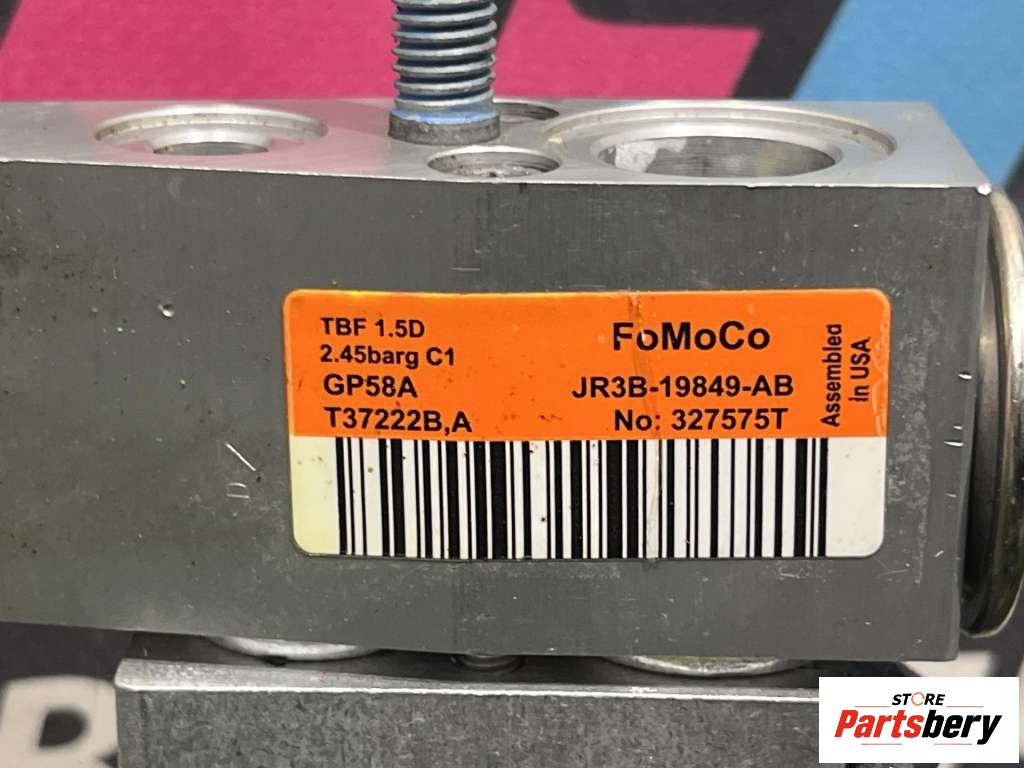 TBF 1.5D
2.45barg C1
GP58A
T37222B,A
FoMoCo
JR3B-19849-AB
No: 327575T
Assembled
in USA
D
R
STORE
Partsbery